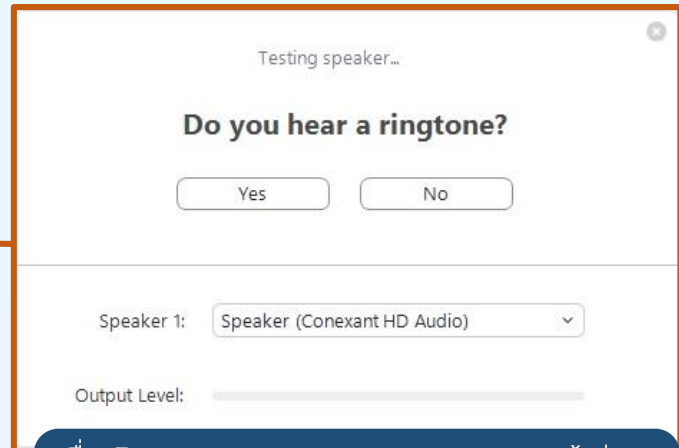 Testing speaker...
Do you hear a ringtone?
Yes No
Speaker 1: Speaker (Conexant HD Audio)
Output Level: